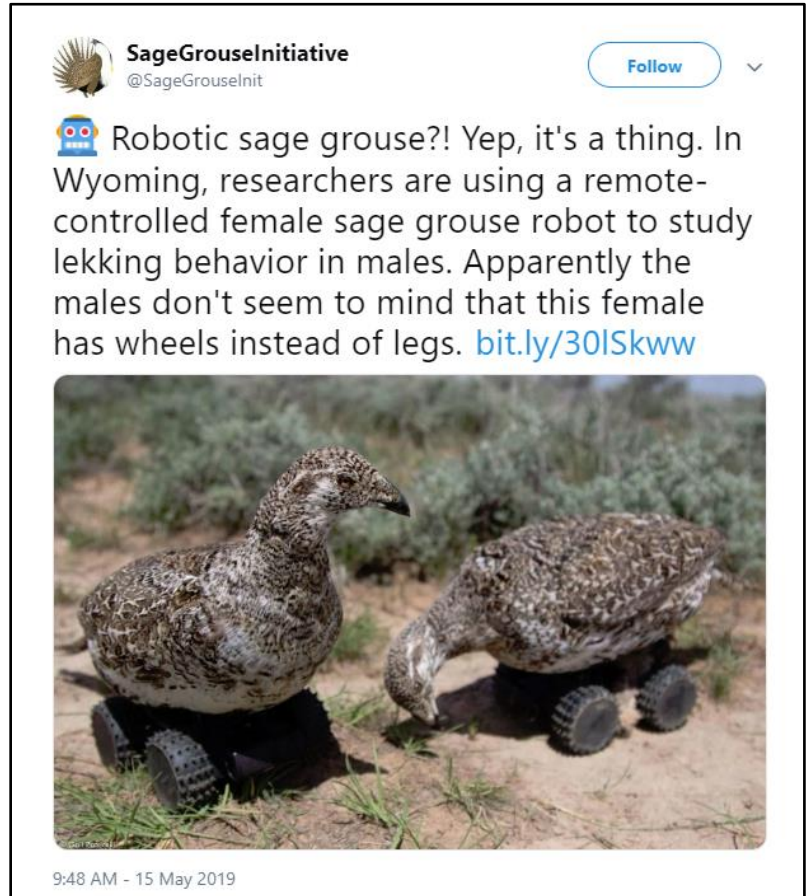 SageGrouseInitiative
@SageGrouseInit
Follow
🤖 Robotic sage grouse?! Yep, it's a thing. In
Wyoming, researchers are using a remote-
controlled female sage grouse robot to study
lekking behavior in males. Apparently the
males don't seem to mind that this female
has wheels instead of legs. bit.ly/30lSkww
9:48 AM - 15 May 2019